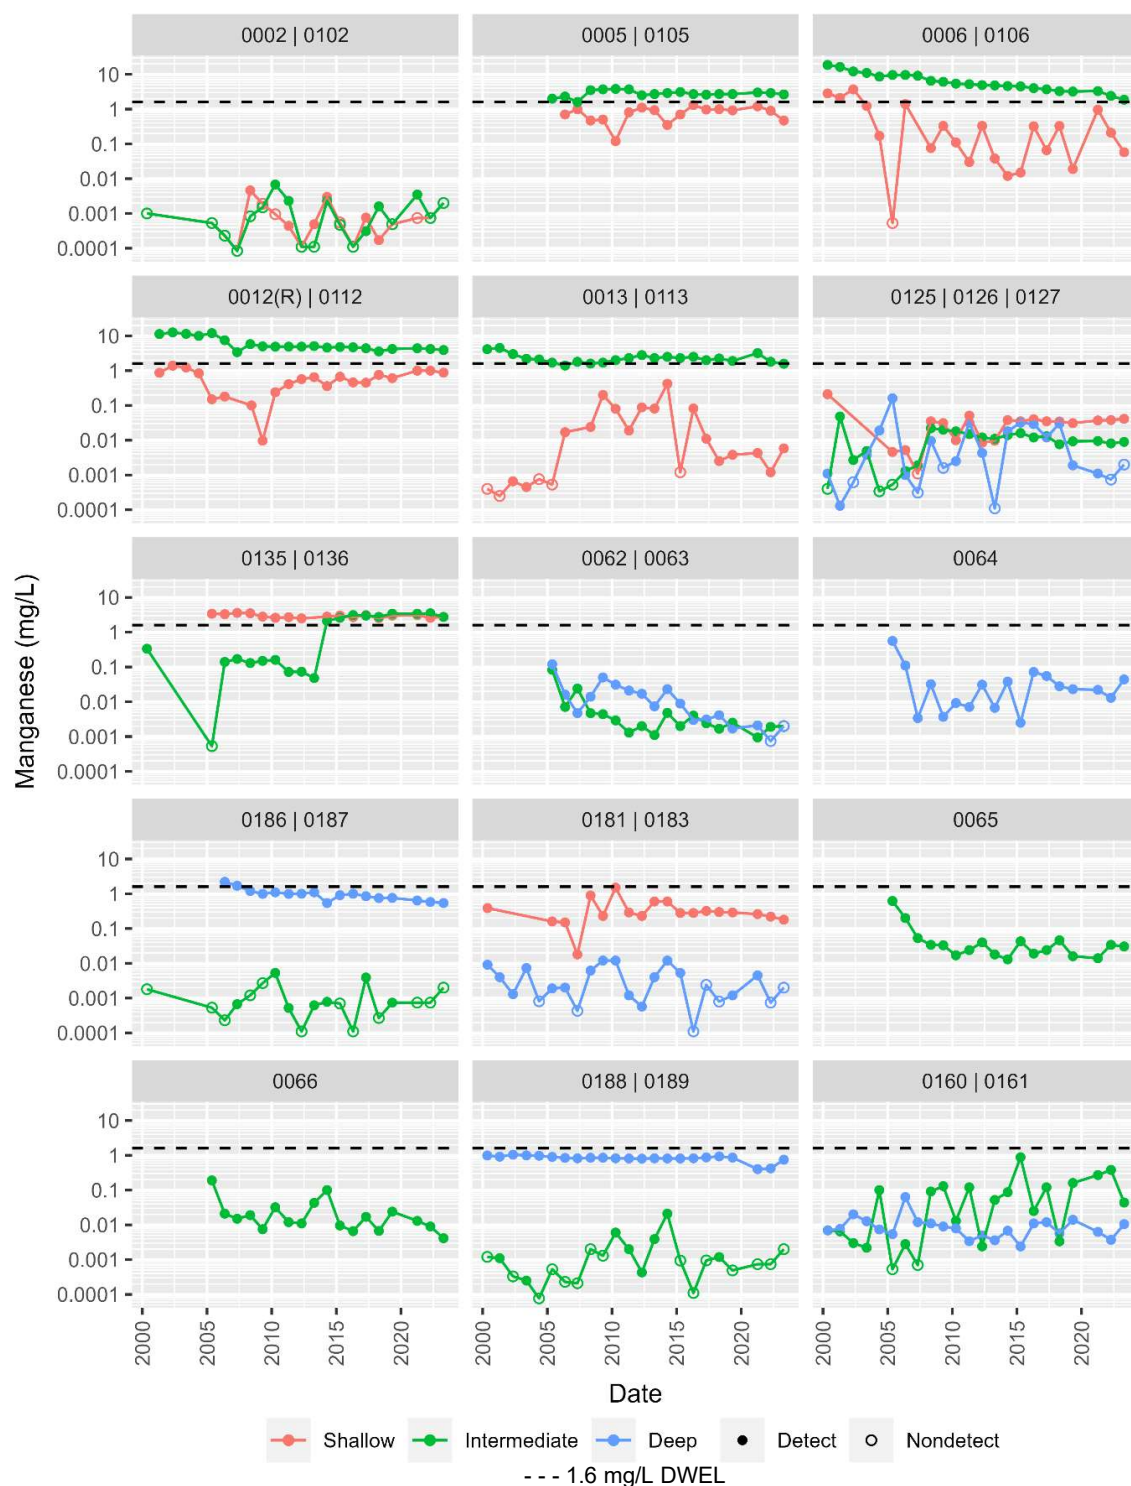 0002 | 0102
0005 | 0105
0006 | 0106
10
1
0.1
0.01
0.001
0.0001
0012(R) | 0112
0013 | 0113
0125 | 0126 | 0127
10
1
0.1
0.01
0.001
0.0001
0135 | 0136
0062 | 0063
0064
10
1
0.1
0.01
0.001
0.0001
Manganese (mg/L)
0186 | 0187
0181 | 0183
0065
10
1
0.1
0.01
0.001
0.0001
0066
0188 | 0189
0160 | 0161
10
1
0.1
0.01
0.001
0.0001
2000 2005 2010 2015 2020 2000 2005 2010 2015 2020 2000 2005 2010 2015 2020
Date
Shallow Intermediate Deep Detect Nondetect
- - - 1.6 mg/L DWEL